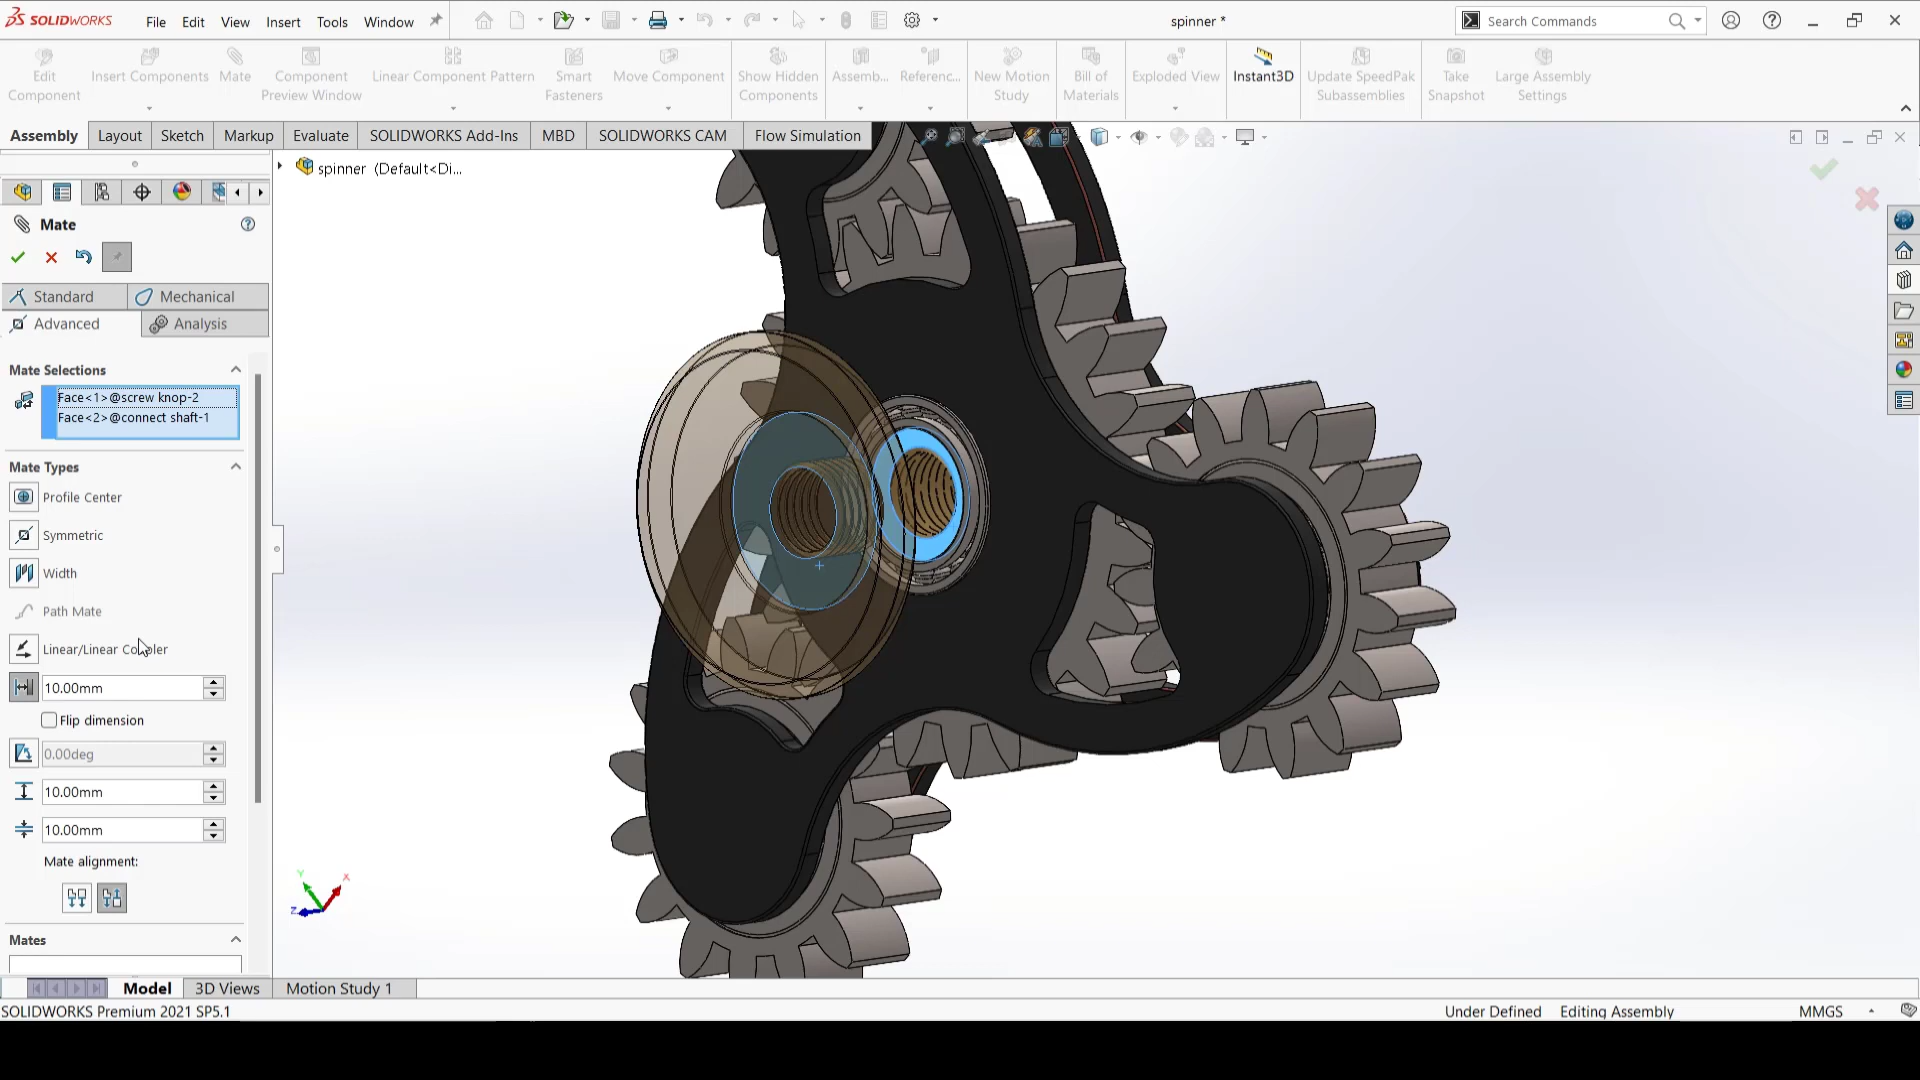 SOLIDWORKS File Edit View Insert Tools Window spinner * Search Commands
Edit Component
Insert Components
Mate
Component Preview Window
Linear Component Pattern
Smart Fasteners
Move Component
Show Hidden Components
Assemb...
Referenc...
New Motion Study
Bill of Materials
Exploded View
Instant3D
Update SpeedPak Subassemblies
Take Snapshot
Large Assembly Settings
Assembly Layout Sketch Markup Evaluate SOLIDWORKS Add-Ins MBD SOLIDWORKS CAM Flow Simulation
spinner (Default<Di...
Mate
Standard Mechanical
Advanced Analysis
Mate Selections
Face<1>@screw knop-2
Face<2>@connect shaft-1
Mate Types
Profile Center
Symmetric
Width
Path Mate
Linear/Linear Coupler
10.00mm
Flip dimension
0.00deg
10.00mm
10.00mm
Mate alignment:
Mates
Y X Z
Model 3D Views Motion Study 1
SOLIDWORKS Premium 2021 SP5.1 Under Defined Editing Assembly MMGS